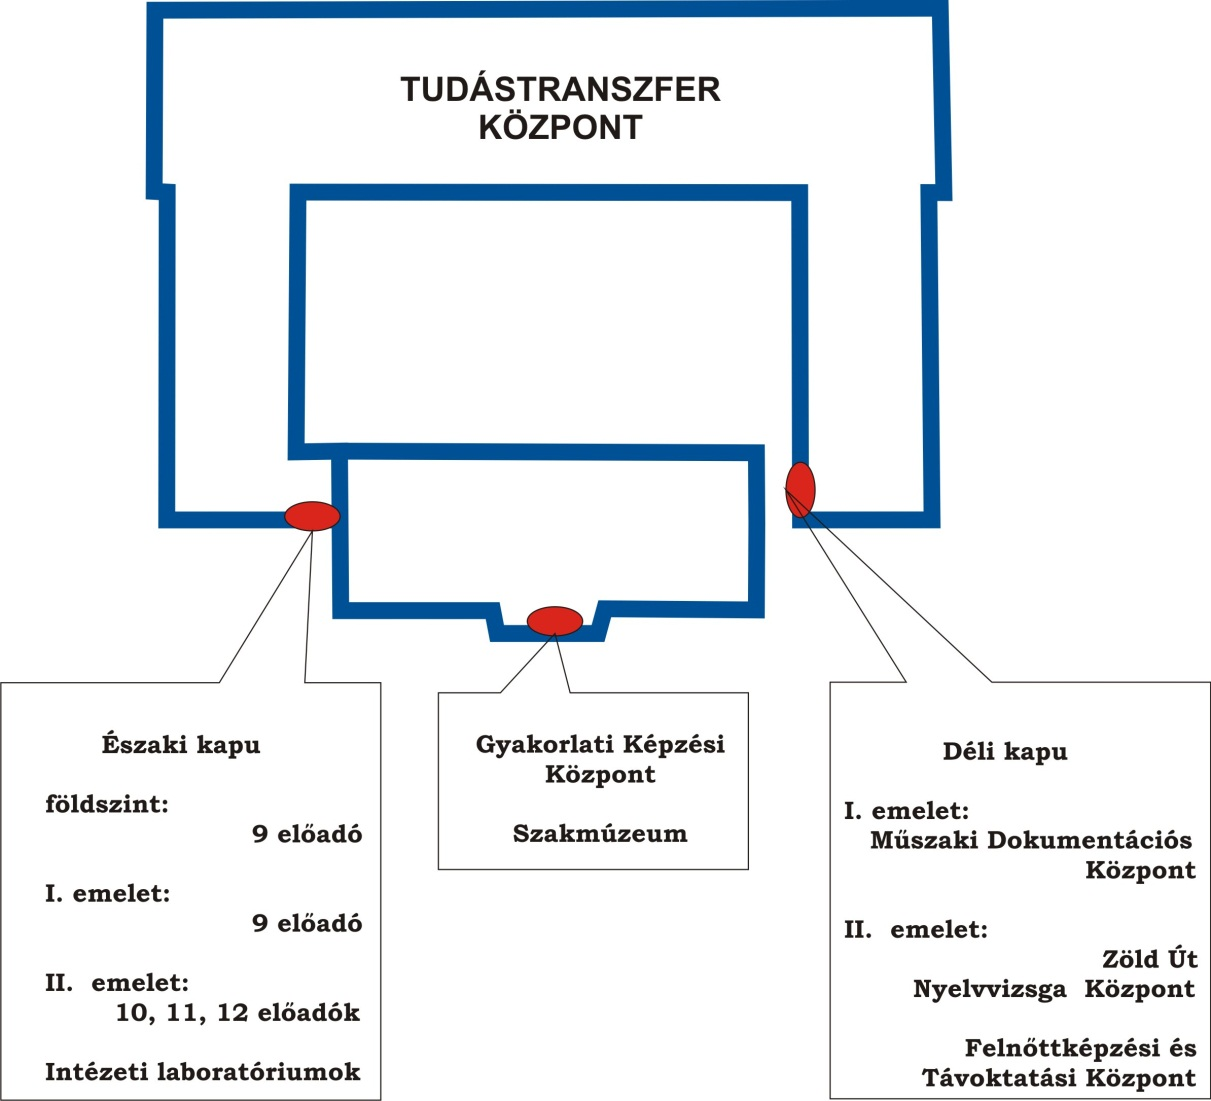 TUDÁSTRANSZFER
KÖZPONT
Északi kapu
földszint:
9 előadó
I. emelet:
9 előadó
II. emelet:
10, 11, 12 előadók
Intézeti laboratóriumok
Gyakorlati Képzési
Központ
Szakmúzeum
Déli kapu
I. emelet:
Műszaki Dokumentációs
Központ
II. emelet:
Zöld Út
Nyelvvizsga Központ
Felnőttképzési és
Távoktatási Központ